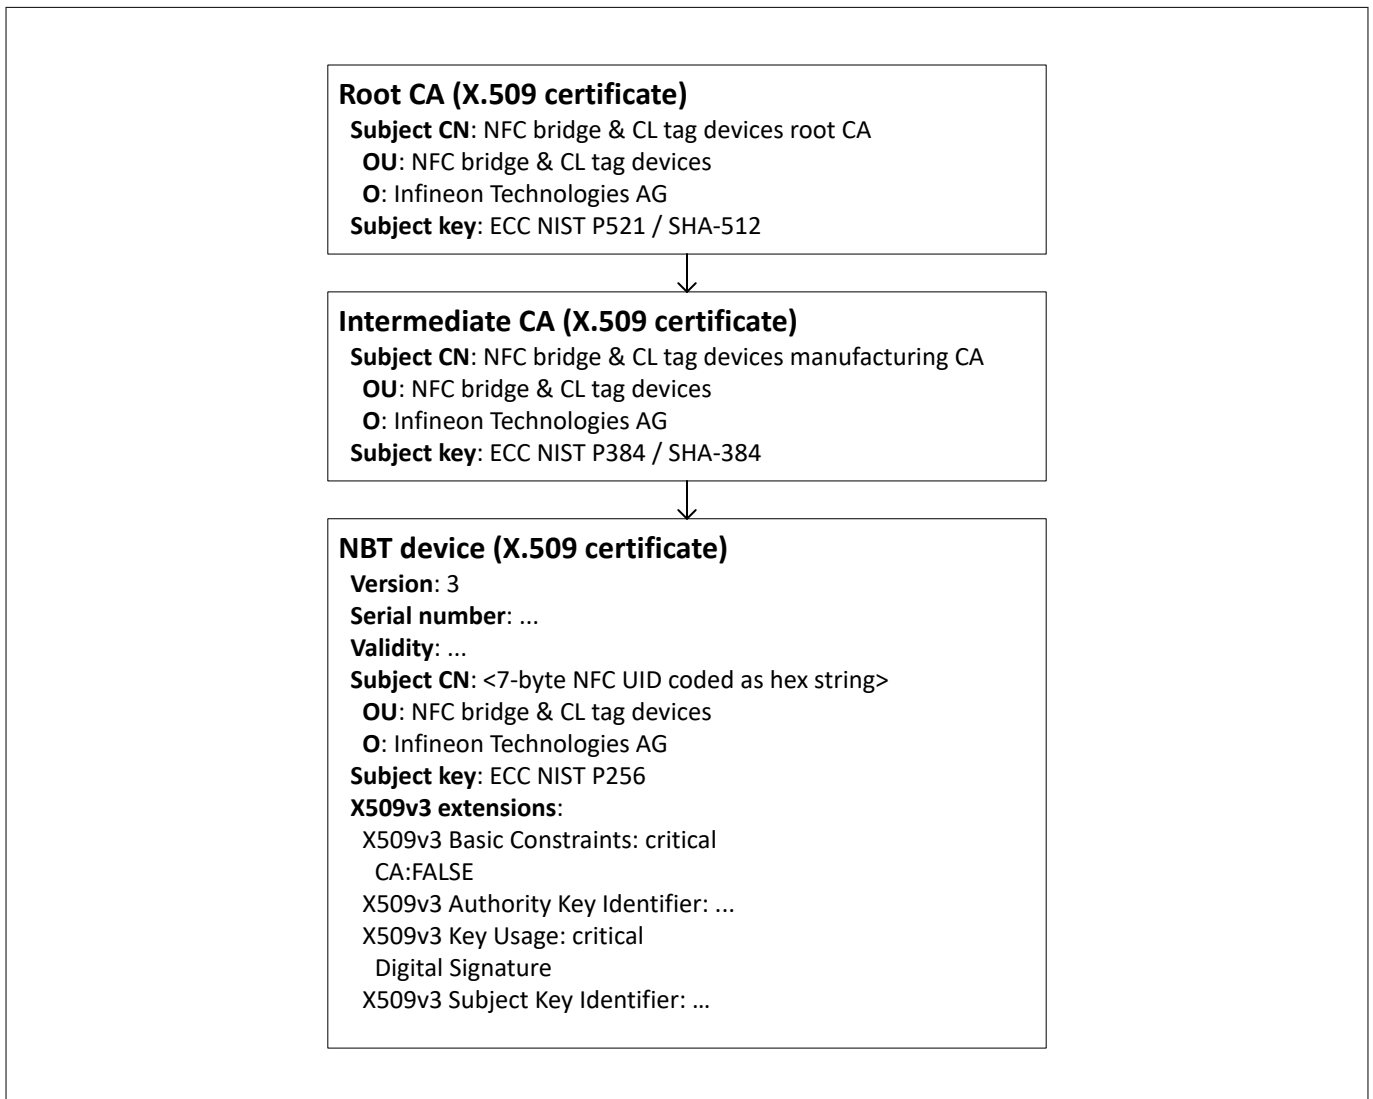 Root CA (X.509 certificate)
Subject CN: NFC bridge & CL tag devices root CA
OU: NFC bridge & CL tag devices
O: Infineon Technologies AG
Subject key: ECC NIST P521 / SHA-512
Intermediate CA (X.509 certificate)
Subject CN: NFC bridge & CL tag devices manufacturing CA
OU: NFC bridge & CL tag devices
O: Infineon Technologies AG
Subject key: ECC NIST P384 / SHA-384
NBT device (X.509 certificate)
Version: 3
Serial number: ...
Validity: ...
Subject CN: <7-byte NFC UID coded as hex string>
OU: NFC bridge & CL tag devices
O: Infineon Technologies AG
Subject key: ECC NIST P256
X509v3 extensions:
X509v3 Basic Constraints: critical
CA:FALSE
X509v3 Authority Key Identifier: ...
X509v3 Key Usage: critical
Digital Signature
X509v3 Subject Key Identifier: ...